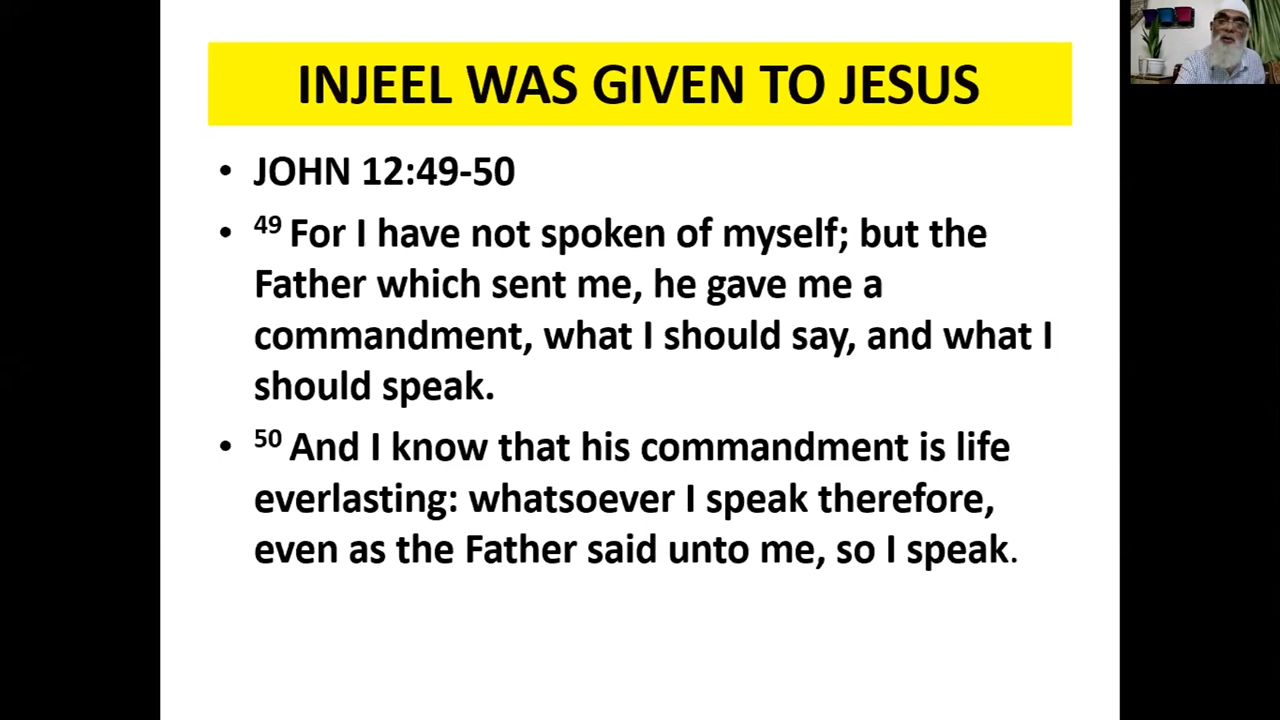 INJEEL WAS GIVEN TO JESUS
• JOHN 12:49-50
• 49 For I have not spoken of myself; but the
Father which sent me, he gave me a
commandment, what I should say, and what I
should speak.
• 50 And I know that his commandment is life
everlasting: whatsoever I speak therefore,
even as the Father said unto me, so I speak.